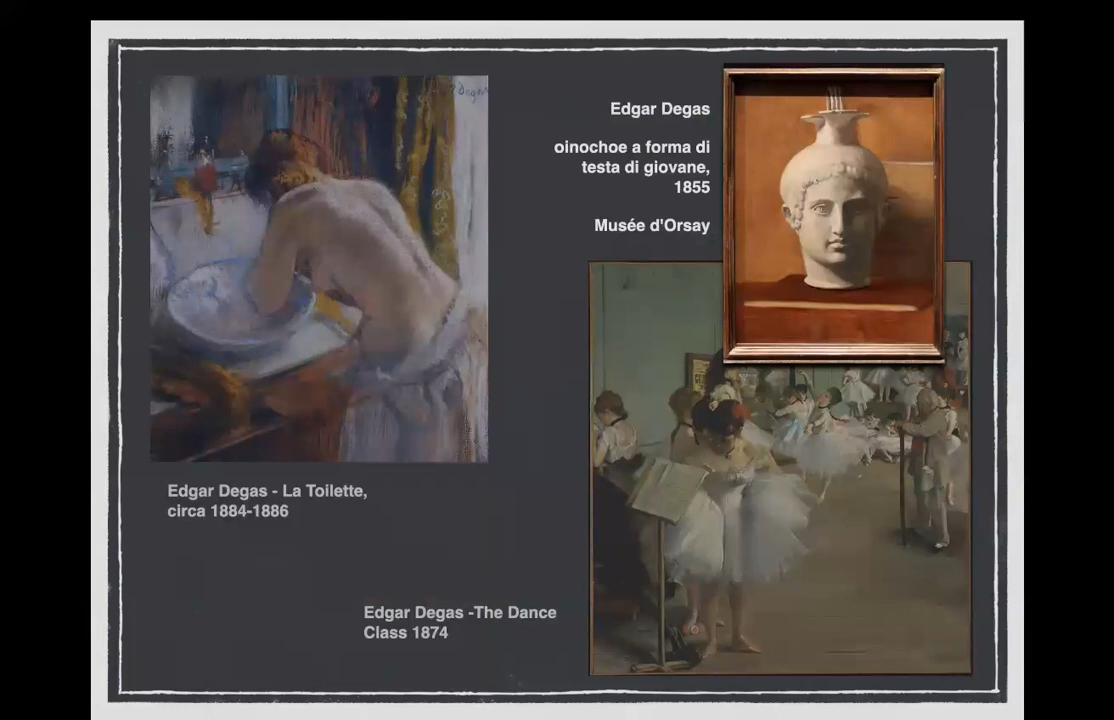 Degas
Edgar Degas
oinochoe a forma di
testa di giovane,
1855
Musée d'Orsay
Edgar Degas - La Toilette,
circa 1884-1886
Edgar Degas -The Dance
Class 1874